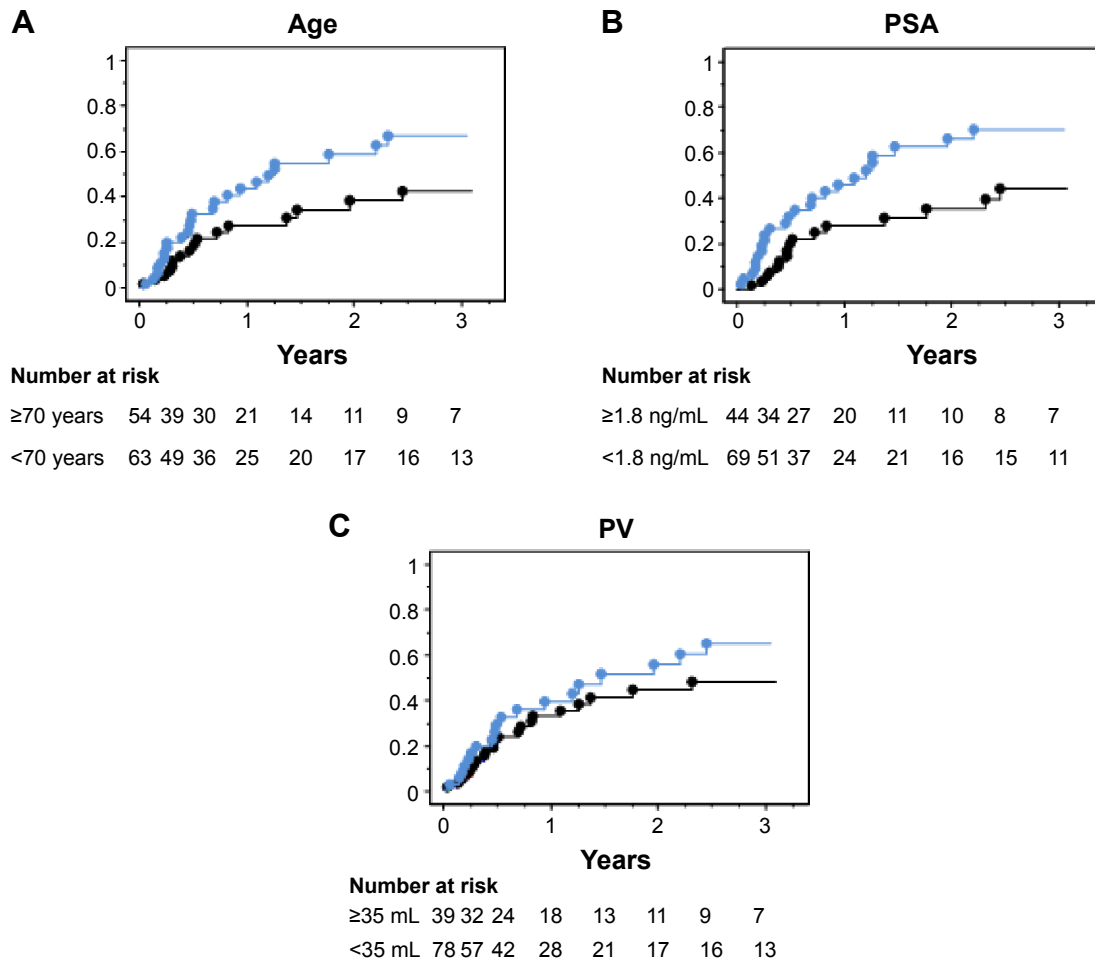 A
Age
1
0.8
0.6
0.4
0.2
0
0 1 2 3
Years
Number at risk
≥70 years 54 39 30 21 14 11 9 7
<70 years 63 49 36 25 20 17 16 13
B
PSA
1
0.8
0.6
0.4
0.2
0
0 1 2 3
Years
Number at risk
≥1.8 ng/mL 44 34 27 20 11 10 8 7
<1.8 ng/mL 69 51 37 24 21 16 15 11
C
PV
1
0.8
0.6
0.4
0.2
0
0 1 2 3
Years
Number at risk
≥35 mL 39 32 24 18 13 11 9 7
<35 mL 78 57 42 28 21 17 16 13